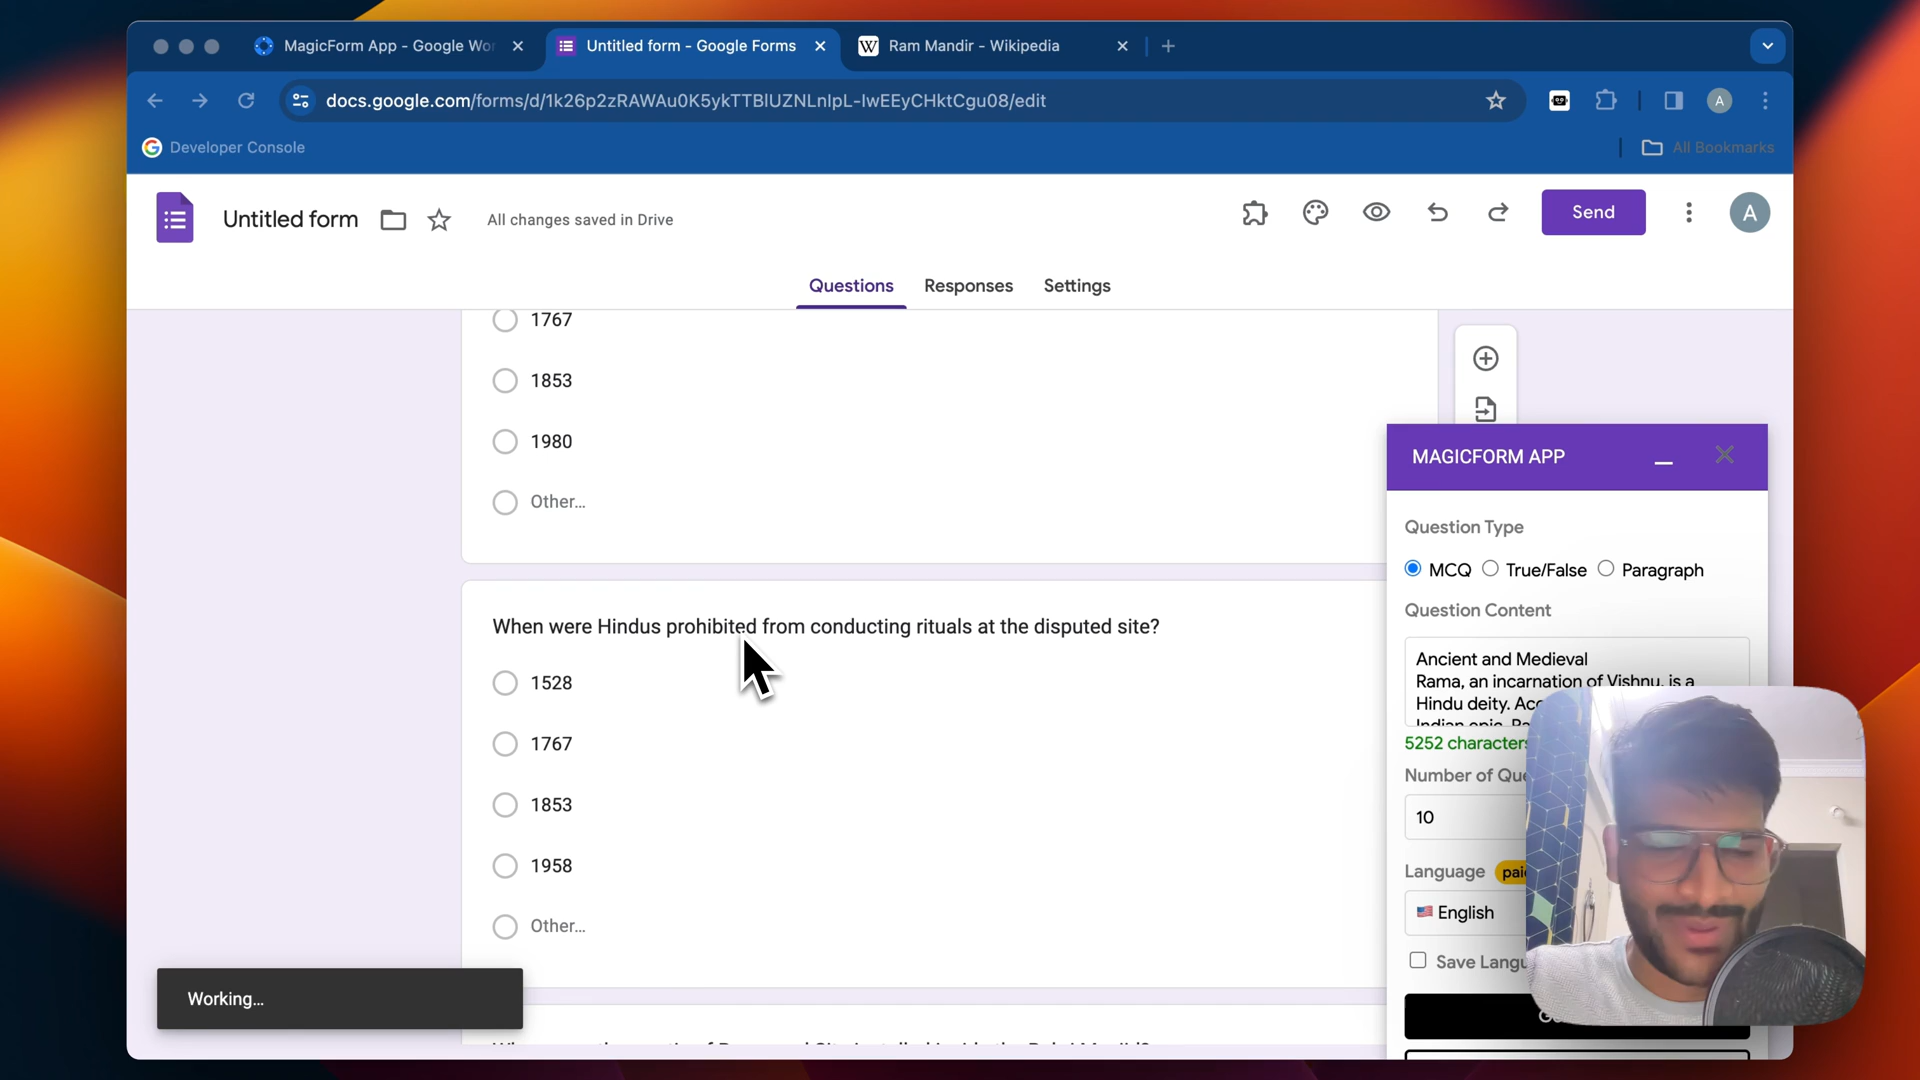 MagicForm App - Google Wor
Untitled form - Google Forms
W
Ram Mandir - Wikipedia
docs.google.com/forms/d/1k26p2zRAWAu0K5ykTTBIUZNLnIpL-IwEEyCHktCgu08/edit
A
G
Developer Console
All Bookmarks
Untitled form
All changes saved in Drive
Send
A
Questions
Responses
Settings
1767
1853
1980
Other...
When were Hindus prohibited from conducting rituals at the disputed site?
1528
1767
1853
1958
Other...
Working...
MAGICFORM APP
Question Type
MCQ
True/False
Paragraph
Question Content
Ancient and Medieval
Rama, an incarnation of Vishnu, is a
Hindu deity.
Indian epic,
5252 characters
Number of
10
Language
English
Save